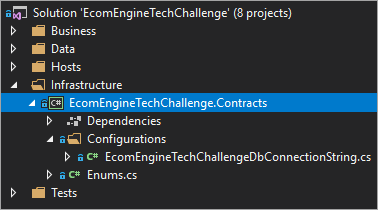 Solution 'EcomEngineTechChallenge' (8 projects)
Business
Data
Hosts
Infrastructure
C# EcomEngineTechChallenge.Contracts
Dependencies
Configurations
C# EcomEngineTechChallengeDbConnectionString.cs
C# Enums.cs
Tests